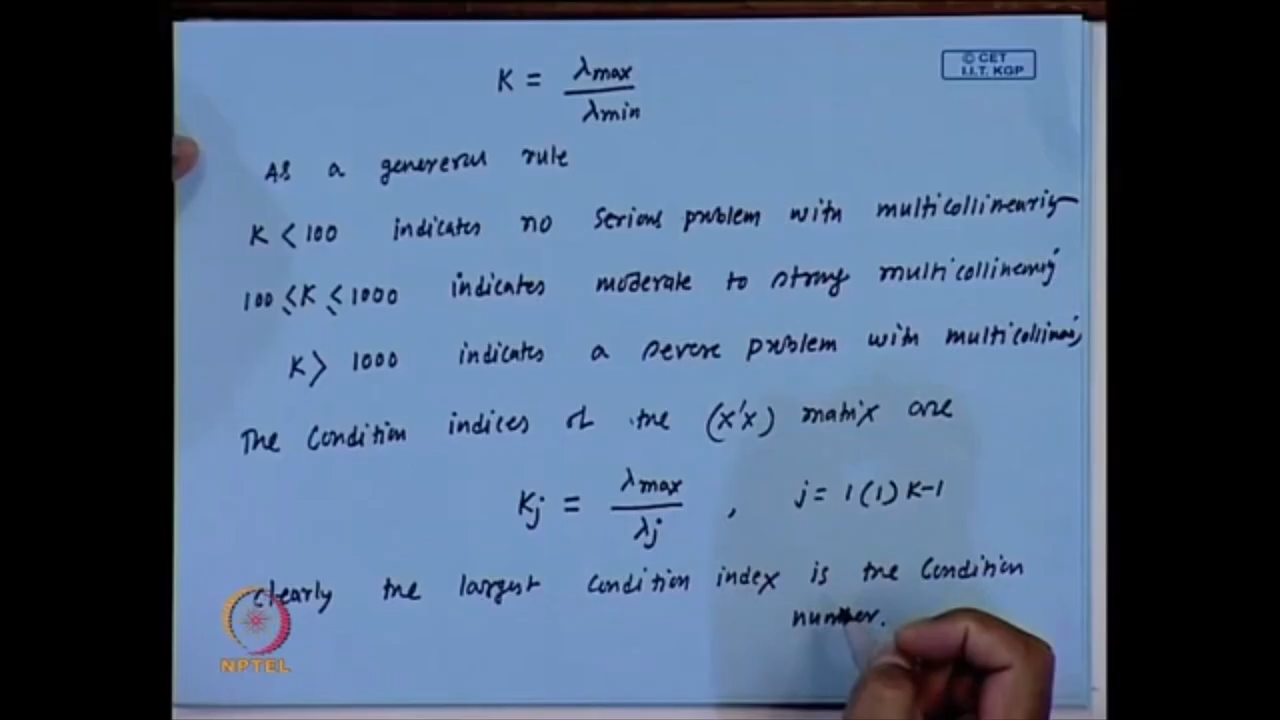 © CET
I.I.T. KGP
K = λmax / λmin
As a genereral rule
K < 100 indicates no serious problem with multicollinearity
100 ≤ K ≤ 1000 indicates moderate to strong multicollinearity
K > 1000 indicates a severe problem with multicollinearity
The condition indices of the (x'x) matrix are
Kj = λmax / λj , j = 1(1) K-1
clearly the largest condition index is the condition
number.
NPTEL